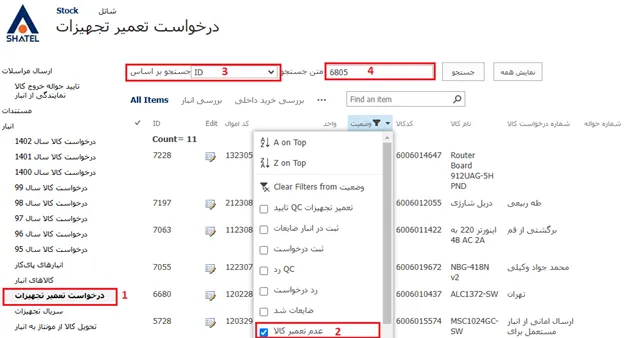 SHATEL
Stock شاتل
درخواست تعمیر تجهیزات
ارسال مراسلات
تایید حواله خروج کالا
نمایندگی از انبار
مستندات
انبار
درخواست کالا سال 1402
درخواست کالا سال 1401
درخواست کالا سال 1400
درخواست کالا سال 99
درخواست کالا سال 98
درخواست کالا سال 97
درخواست کالا سال 96
درخواست کالا سال 95
انبارهای پای‌کار
کالاهای انبار
درخواست تعمیر تجهیزات 1
سریال تجهیزات
تحویل کالا از مونتاژ به انبار
جستجو بر اساس ID 3 متن جستجو 6805 4 جستجو نمایش همه
All Items بررسی انبار بررسی خرید داخلی ••• Find an item
✓ ID Edit کد اموال واحد وضعیت کدکالا نام کالا شماره درخواست کالا شماره حواله
Count= 11
7228 132305 6006014647 Router
Board
912UAG-5H
PND
7197 212308 6006012055 دریل شارژی طه ربیعی
7063 112308 6006011422 اینورتر 220 به
48 AC 2A برگشتی از قم
7055 122307 6006019672 NBG-418N
v2 محمد جواد وکیلی
6680 120228 6006010437 ALC1372-SW تهران
5728 120329 6006015574 MSC1024GC-
SW ارسال امانی از انبار
مستعمل برای
A on Top
Z on Top
Clear Filters from وضعیت
تعمیر تجهیزات QC تایید
ثبت در انبار ضایعات
ثبت درخواست
رد QC
رد درخواست
ضایعات شد
عدم تعمیر کالا 2